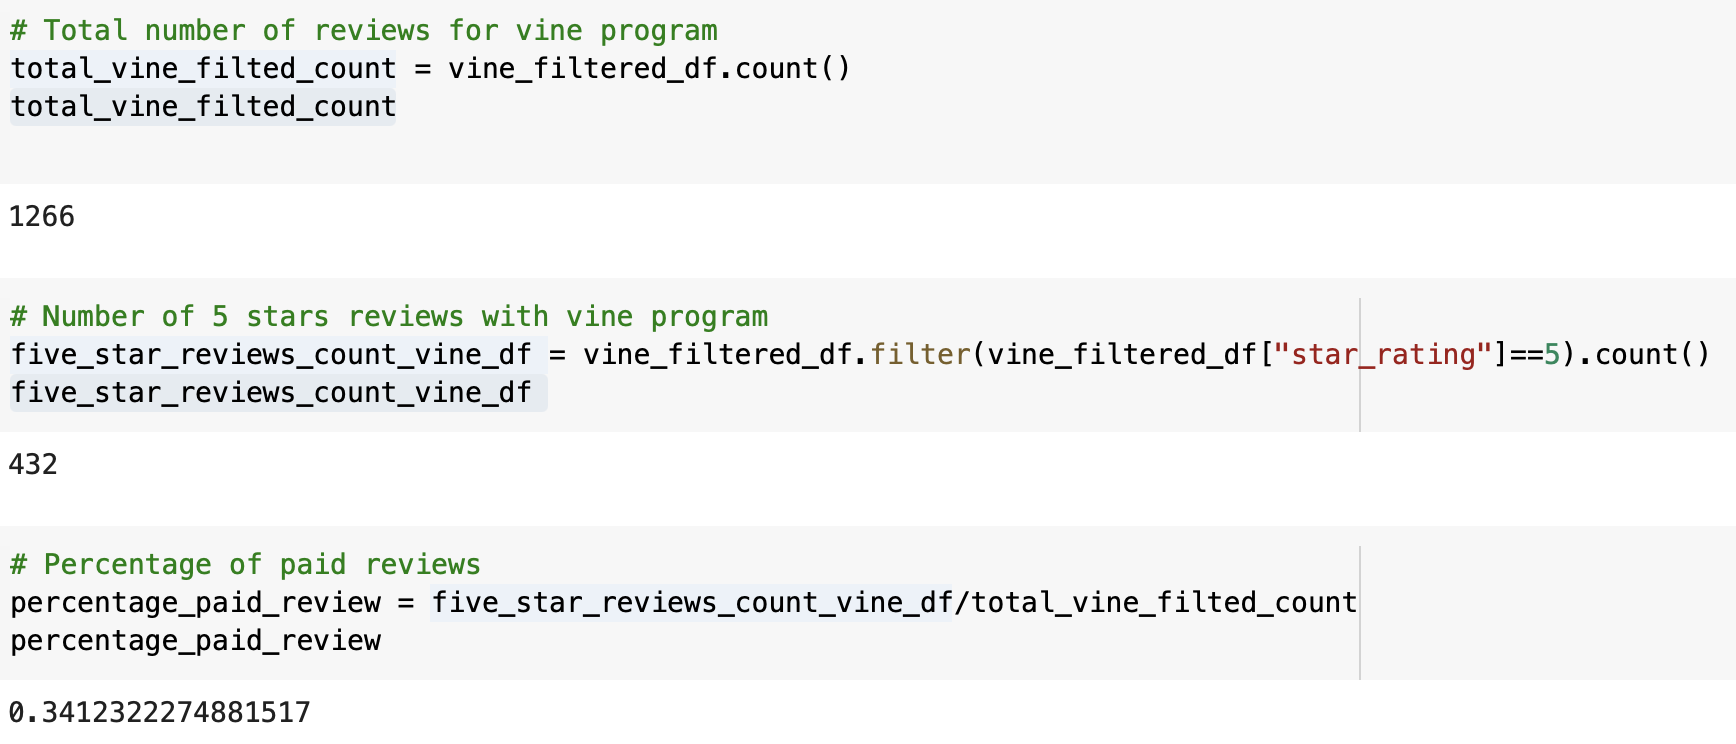 # Total number of reviews for vine program
total_vine_filted_count = vine_filtered_df.count()
total_vine_filted_count
1266
# Number of 5 stars reviews with vine program
five_star_reviews_count_vine_df = vine_filtered_df.filter(vine_filtered_df["star_rating"]==5).count()
five_star_reviews_count_vine_df
432
# Percentage of paid reviews
percentage_paid_review = five_star_reviews_count_vine_df/total_vine_filted_count
percentage_paid_review
0.3412322274881517